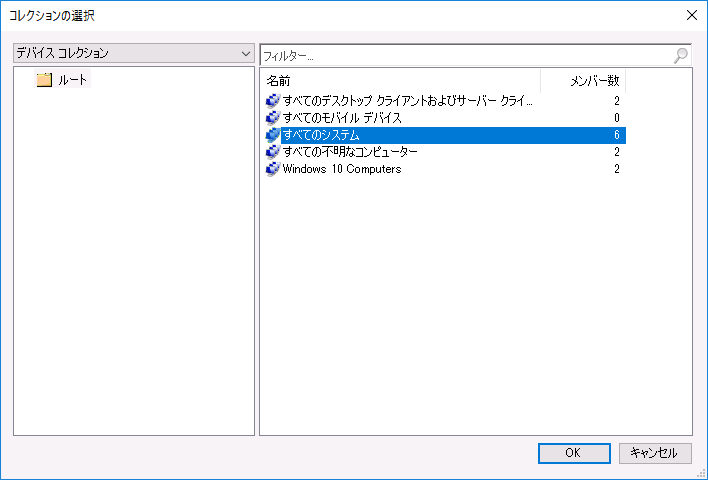 コレクションの選択
デバイス コレクション
フィルター...
ルート
名前 メンバー数
すべてのデスクトップ クライアントおよびサーバー クライ... 2
すべてのモバイル デバイス 0
すべてのシステム 6
すべての不明なコンピューター 2
Windows 10 Computers 2
OK キャンセル